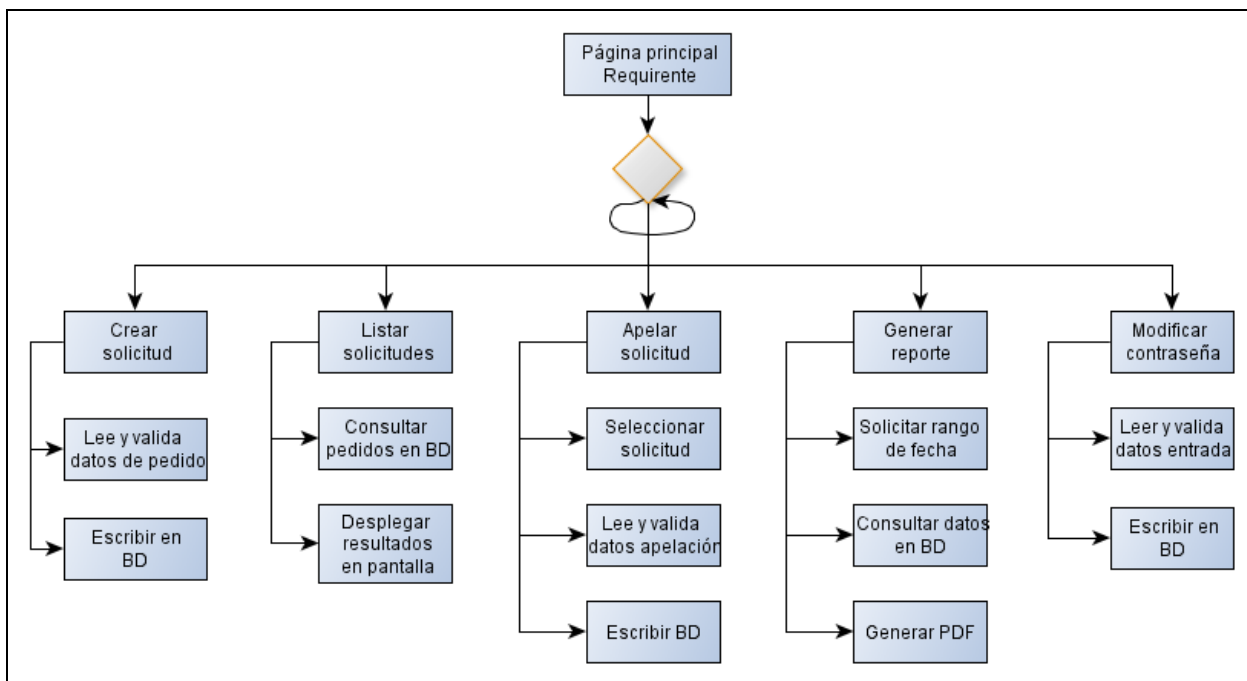 Página principal
Requirente
Crear
solicitud
Lee y valida
datos de pedido
Escribir en
BD
Listar
solicitudes
Consultar
pedidos en BD
Desplegar
resultados
en pantalla
Apelar
solicitud
Seleccionar
solicitud
Lee y valida
datos apelación
Escribir BD
Generar
reporte
Solicitar rango
de fecha
Consultar datos
en BD
Generar PDF
Modificar
contraseña
Leer y valida
datos entrada
Escribir en
BD